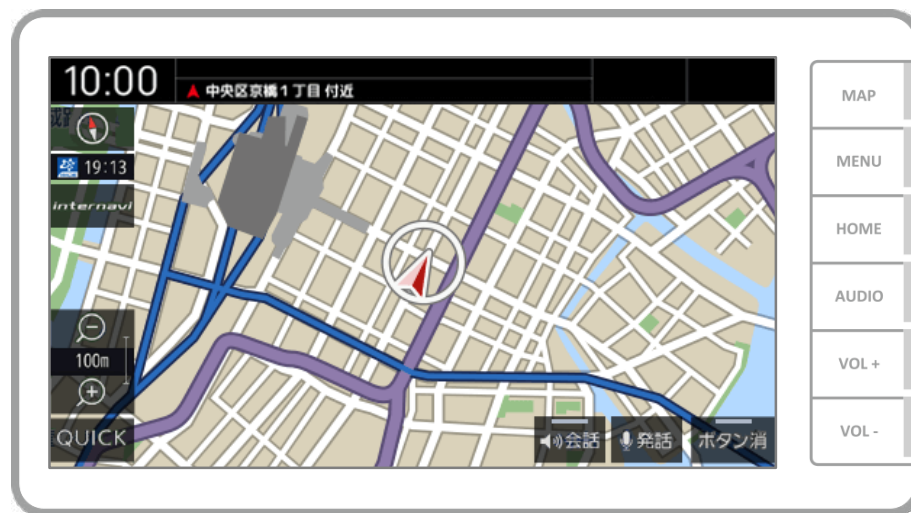 10:00
中央区京橋1丁目 付近
19:13
internavi
100m
QUICK
会話
発話
ボタン消
MAP
MENU
HOME
AUDIO
VOL +
VOL -